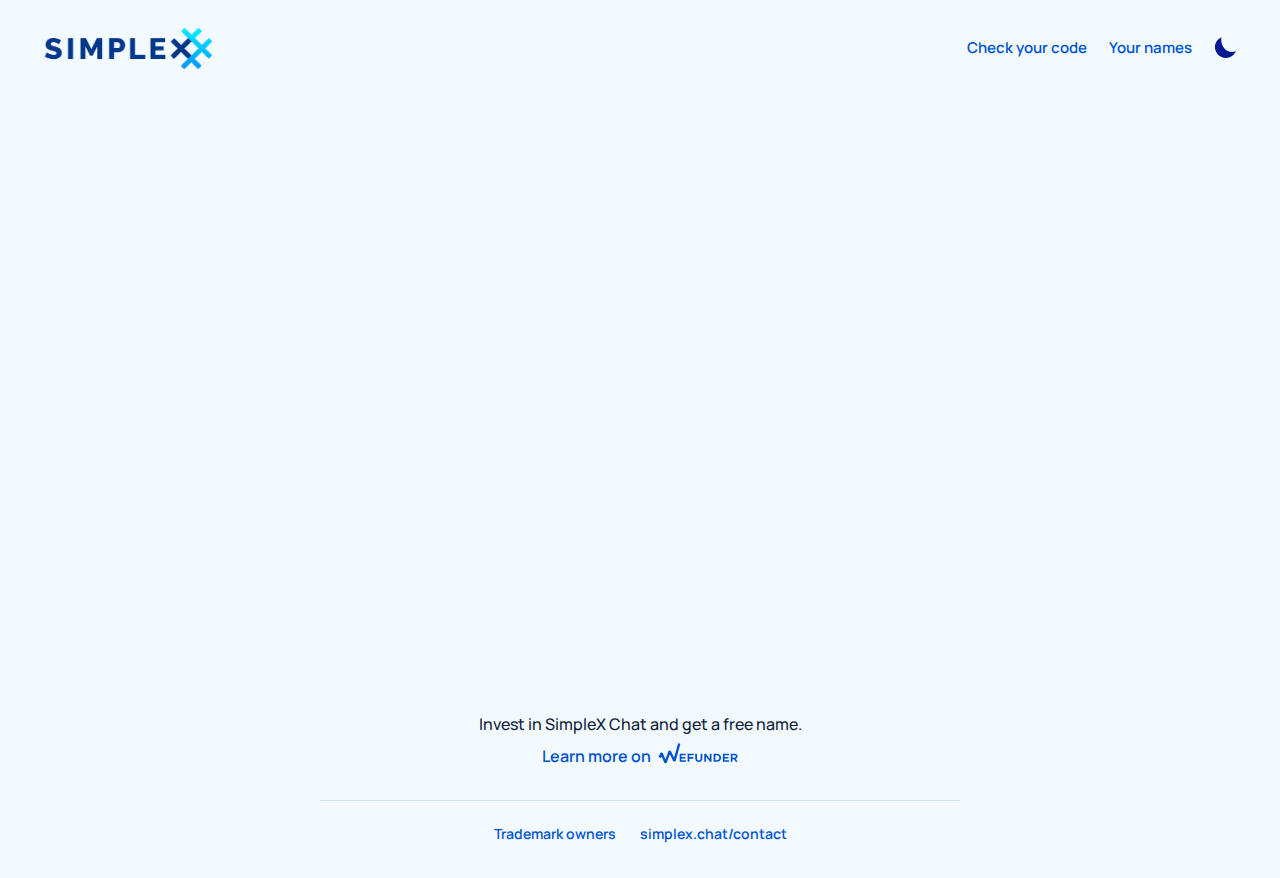 SIMPLEX
Check your code
Your names
Invest in SimpleX Chat and get a free name.
Learn more on WEFUNDER
Trademark owners
simplex.chat/contact